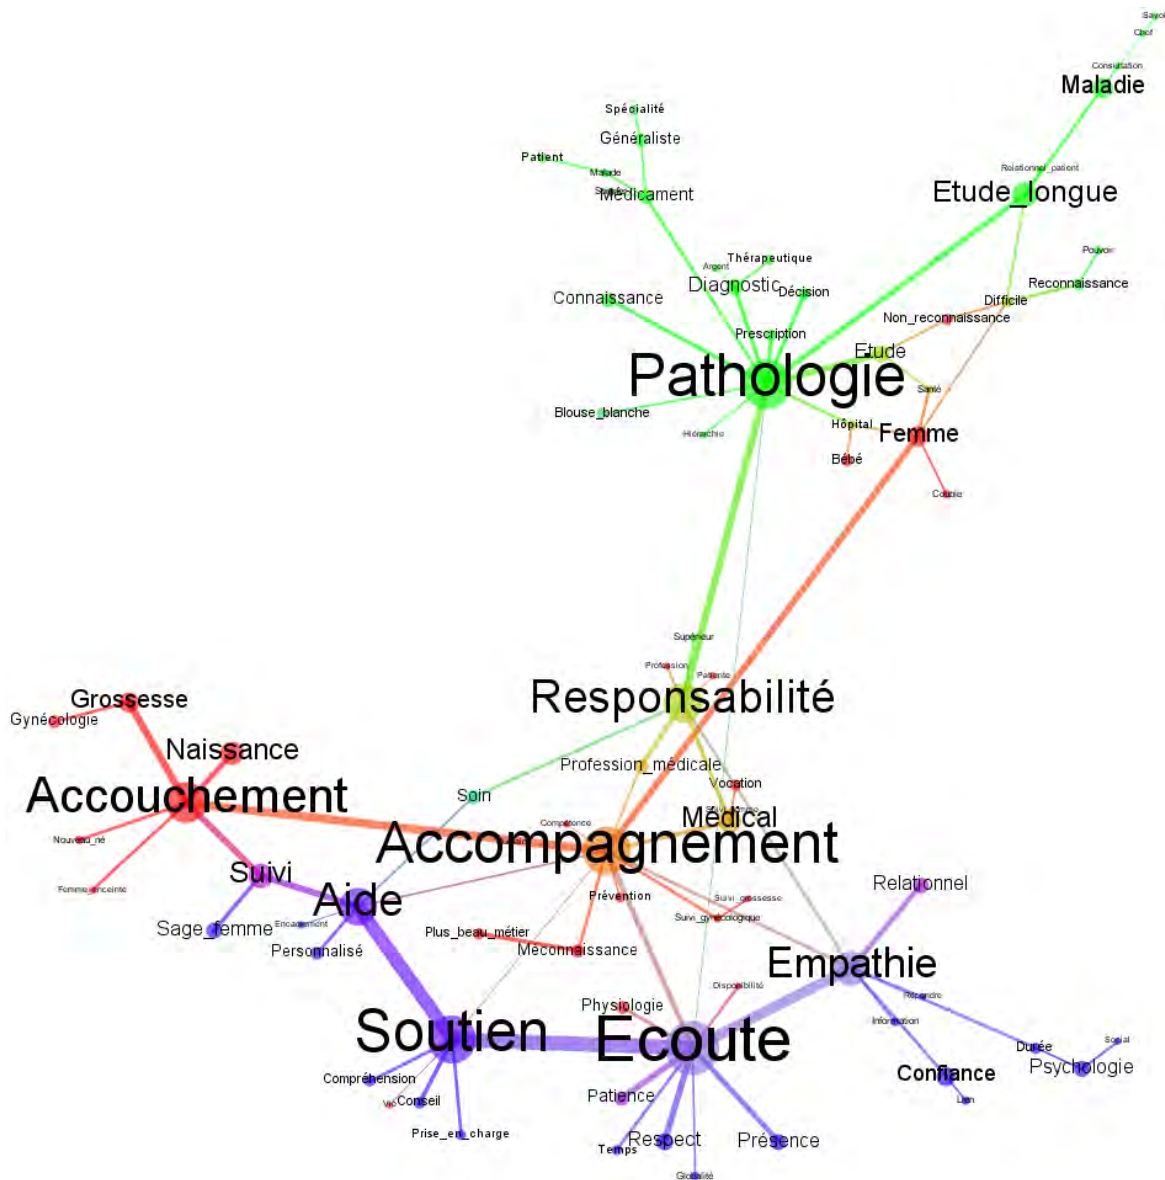 Savoir
Chef
Consultation
Maladie
Spécialité
Généraliste
Patient
Malade
Médicament
Relationnel_patient
Etude_longue
Thérapeutique
Argent
Diagnostic
Décision
Connaissance
Pouvoir
Reconnaissance
Difficile
Non_reconnaissance
Prescription
Etude
Pathologie
Santé
Blouse_blanche
Hôpital
Hiérarchie
Femme
Bébé
Couple
Supérieur
Profession
Patiente
Responsabilité
Grossesse
Gynécologie
Naissance
Profession_médicale
Vocation
Accouchement
Soin
Médical
Compétence
Accompagnement
Nouveau_né
Suivi
Femme_enceinte
Relationnel
Prévention
Suivi_grossesse
Aide
Suivi_gynécologique
Sage_femme
Encadrement
Plus_beau_métier
Personnalisé
Méconnaissance
Empathie
Disponibilité
Répondre
Physiologie
Information
Soutien
Ecoute
Social
Durée
Psychologie
Confiance
Compréhension
Patience
Lien
Vie
Conseil
Prise_en_charge
Respect
Présence
Temps
Globalité